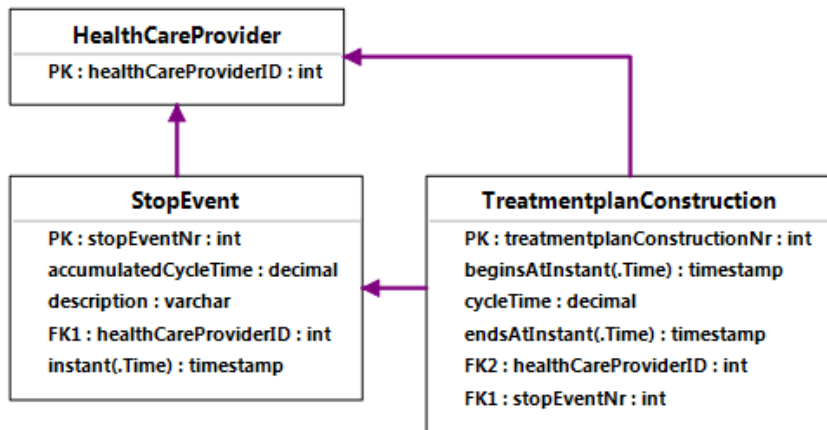 HealthCareProvider
PK : healthCareProviderID : int
StopEvent
PK : stopEventNr : int
accumulatedCycleTime : decimal
description : varchar
FK1 : healthCareProviderID : int
instant(.Time) : timestamp
TreatmentplanConstruction
PK : treatmentplanConstructionNr : int
beginsAtInstant(.Time) : timestamp
cycleTime : decimal
endsAtInstant(.Time) : timestamp
FK2 : healthCareProviderID : int
FK1 : stopEventNr : int